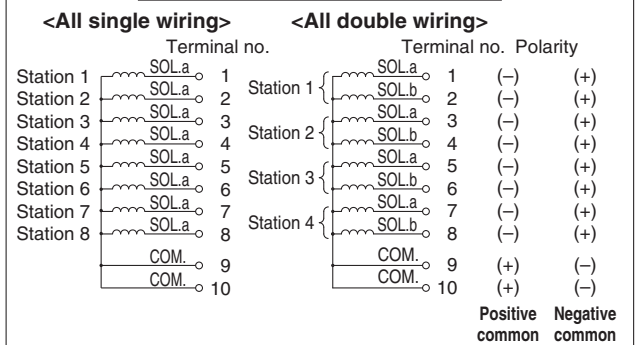 <All single wiring> <All double wiring>
Terminal no. Terminal no. Polarity
Station 1 SOL.a 1 Station 1 SOL.a 1 (–) (+)
Station 2 SOL.a 2 SOL.b 2 (–) (+)
Station 3 SOL.a 3 Station 2 SOL.a 3 (–) (+)
Station 4 SOL.a 4 SOL.b 4 (–) (+)
Station 5 SOL.a 5 Station 3 SOL.a 5 (–) (+)
Station 6 SOL.a 6 SOL.b 6 (–) (+)
Station 7 SOL.a 7 Station 4 SOL.a 7 (–) (+)
Station 8 SOL.a 8 SOL.b 8 (–) (+)
COM. 9 COM. 9 (+) (–)
COM. 10 COM. 10 (+) (–)
Positive Negative
common common